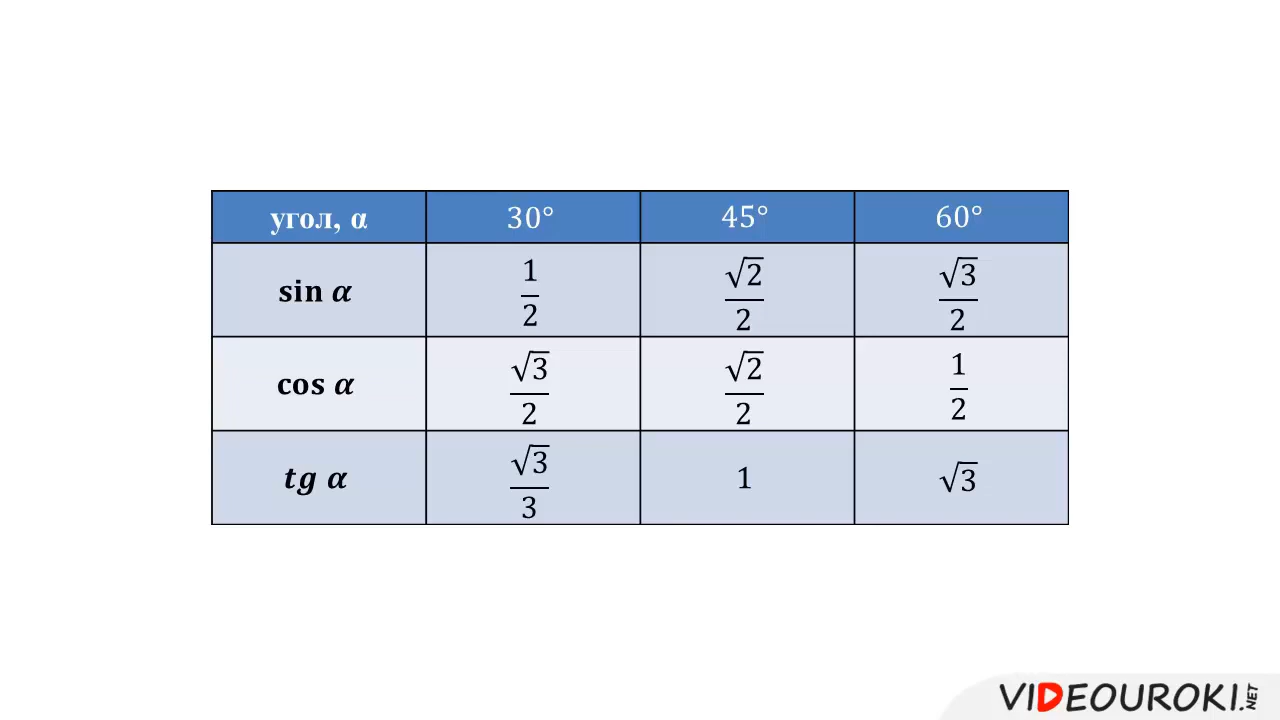 угол, α 30° 45° 60°
sin α 1/2 √2/2 √3/2
cos α √3/2 √2/2 1/2
tg α √3/3 1 √3
VIDEOUROKI.NET